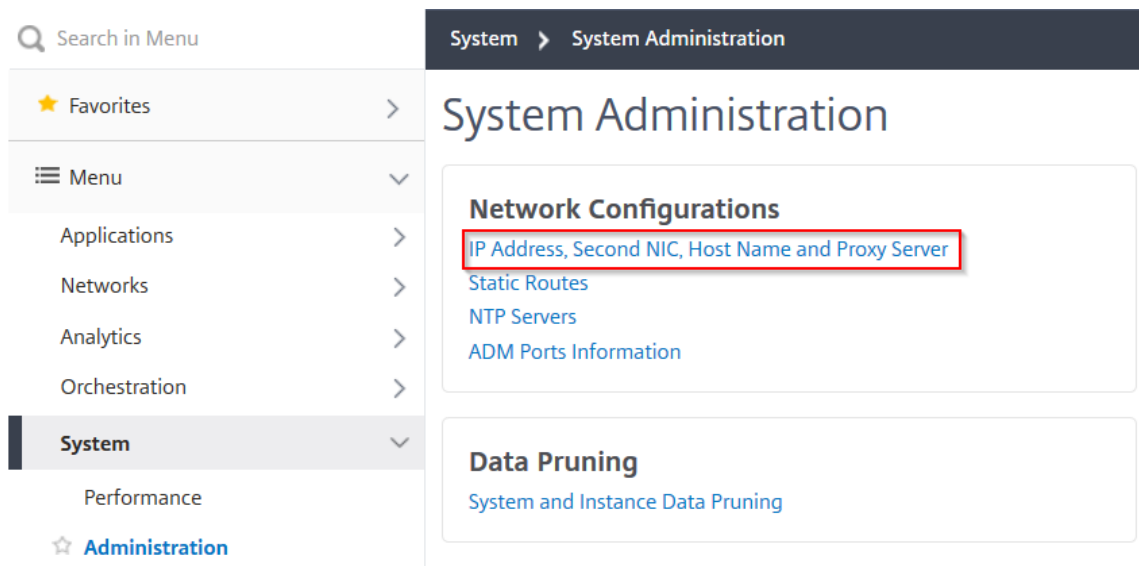 Search in Menu
Favorites
Menu
Applications
Networks
Analytics
Orchestration
System
Performance
Administration
System > System Administration
System Administration
Network Configurations
IP Address, Second NIC, Host Name and Proxy Server
Static Routes
NTP Servers
ADM Ports Information
Data Pruning
System and Instance Data Pruning